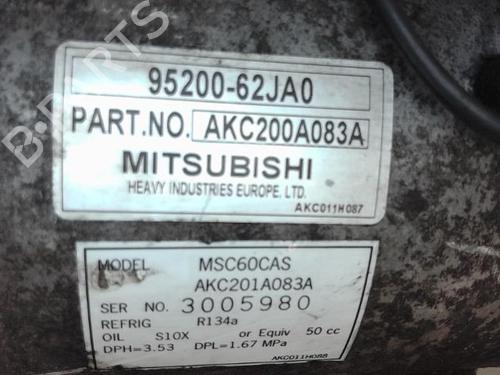 B-PARTS
95200-62JA0
PART.NO. AKC200A083A
MITSUBISHI
HEAVY INDUSTRIES EUROPE. LTD.
AKC011H087
MODEL MSC60CAS
AKC201A083A
SER NO. 3005980
REFRIG R134a
OIL S10X or Equiv 50 cc
DPH=3.53 DPL=1.67 MPa
AKC011H088